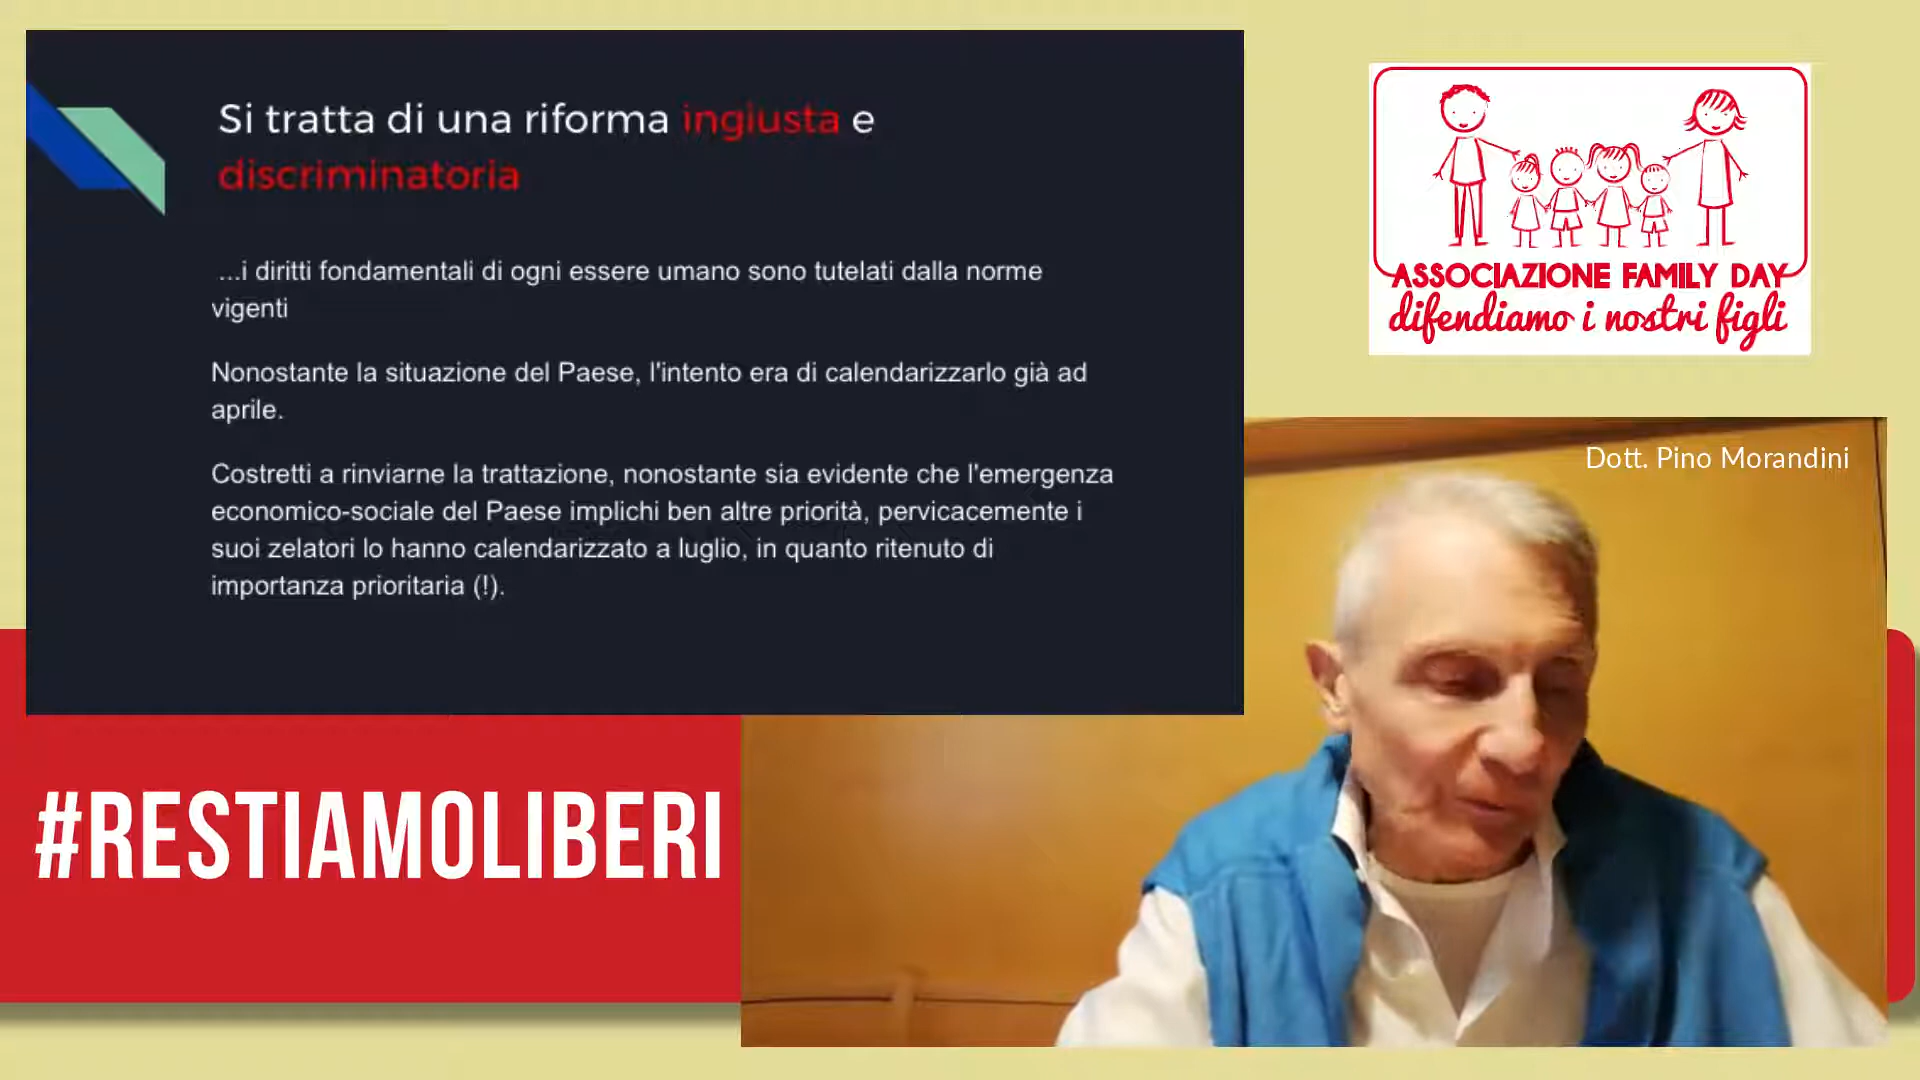 Si tratta di una riforma ingiusta e
discriminatoria
...i diritti fondamentali di ogni essere umano sono tutelati dalla norme
vigenti
Nonostante la situazione del Paese, l'intento era di calendarizzarlo già ad
aprile.
Costretti a rinviarne la trattazione, nonostante sia evidente che l'emergenza
economico-sociale del Paese implichi ben altre priorità, pervicacemente i
suoi zelatori lo hanno calendarizzato a luglio, in quanto ritenuto di
importanza prioritaria (!).
ASSOCIAZIONE FAMILY DAY
difendiamo i nostri figli
Dott. Pino Morandini
#RESTIAMOLIBERI